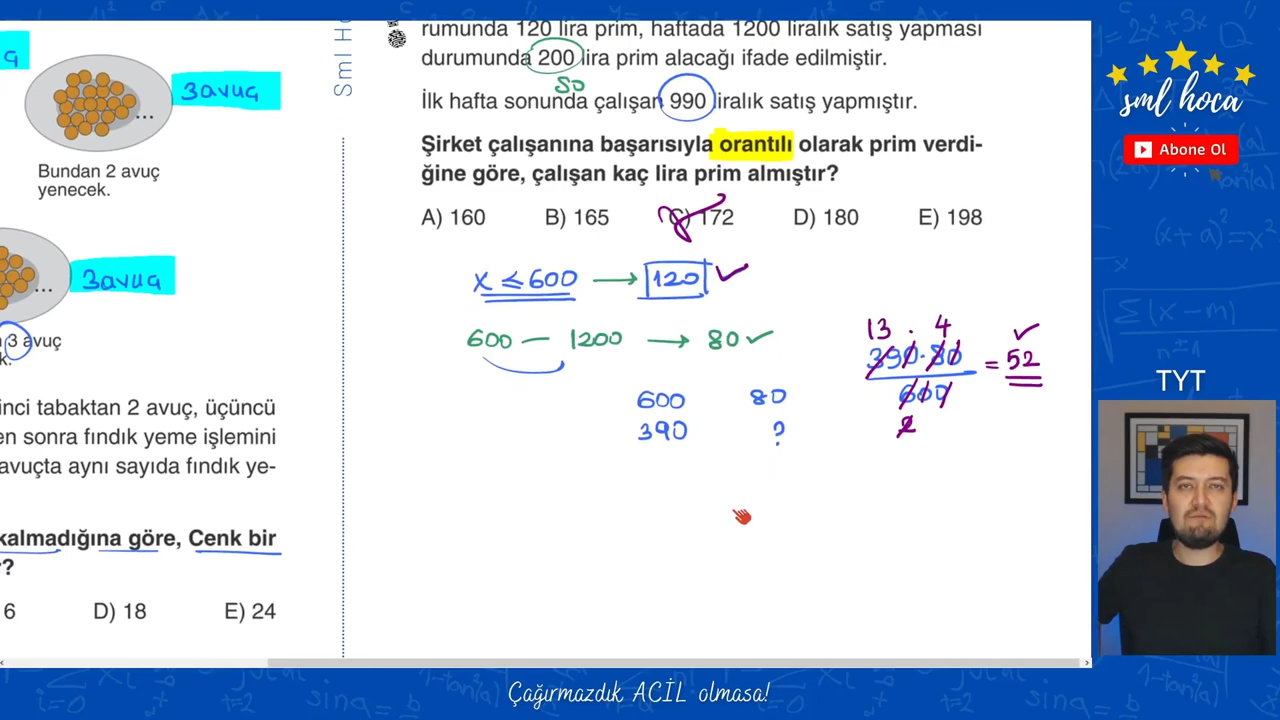 a
3avuç
...
Bundan 2 avuç
yenecek.
3avuç
...
3 avuç
k.
inci tabaktan 2 avuç, üçüncü
en sonra fındık yeme işlemini
avuçta aynı sayıda fındık ye-
kalmadığına göre, Cenk bir
r?
6 D) 18 E) 24
Sml Ho
rumunda 120 lira prim, haftada 1200 liralık satış yapması
durumunda 200 lira prim alacağı ifade edilmiştir.
80
İlk hafta sonunda çalışan 990 liralık satış yapmıştır.
Şirket çalışanına başarısıyla orantılı olarak prim verdi-
ğine göre, çalışan kaç lira prim almıştır?
A) 160 B) 165 C) 172 D) 180 E) 198
x ≤ 600 → 120
600 — 1200 → 80
600 80
390 ?
13 . 4
390.80
= 52
600
2
sml hoca
Abone Ol
TYT
Çağırmazdık ACİL olmasa!